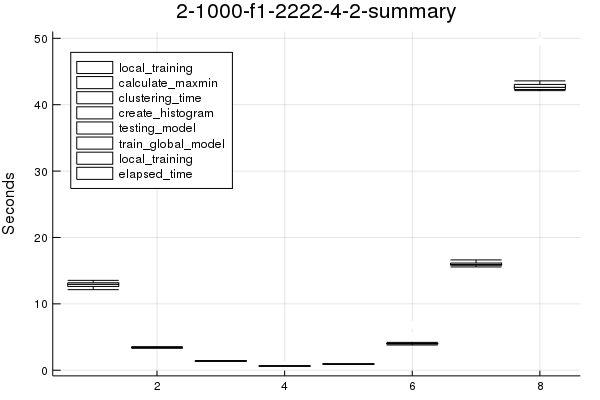 2-1000-f1-2222-4-2-summary
50
40
30
20
10
0
Seconds
local_training
calculate_maxmin
clustering_time
create_histogram
testing_model
train_global_model
local_training
elapsed_time
2 4 6 8